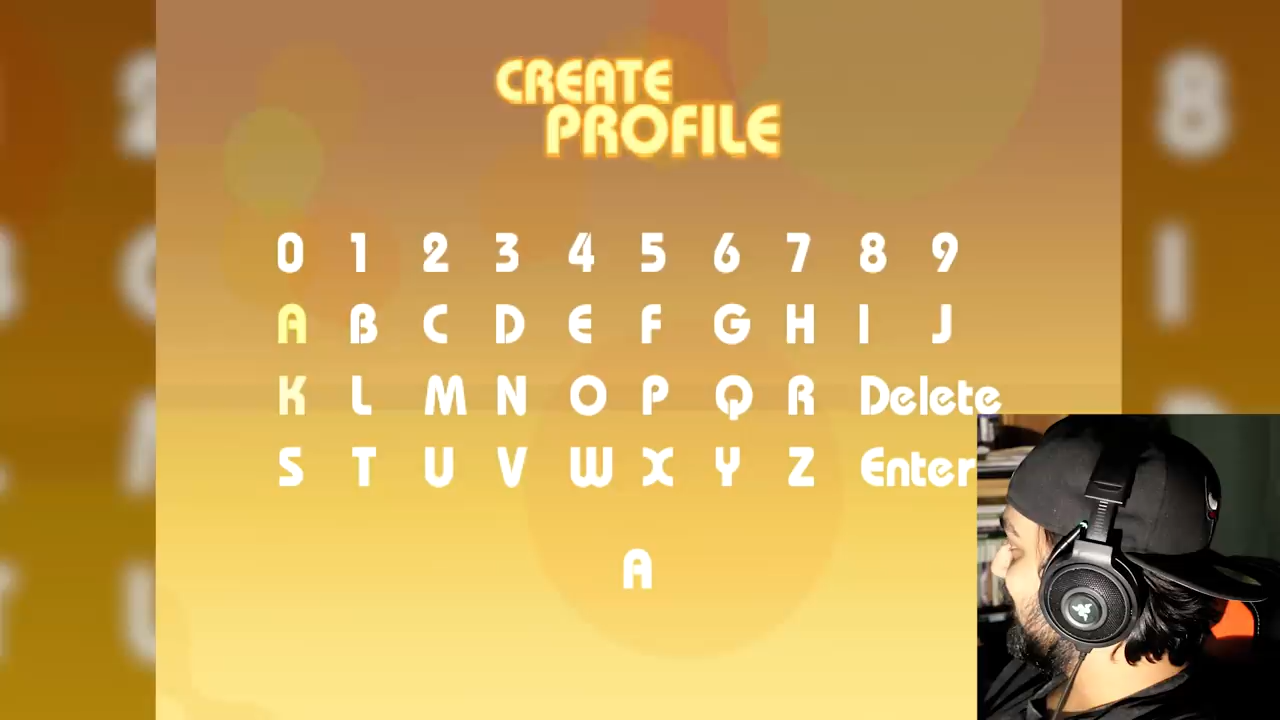 CREATE
PROFILE
0 1 2 3 4 5 6 7 8 9
A B C D E F G H I J
K L M N O P Q R Delete
S T U V W X Y Z Enter
A